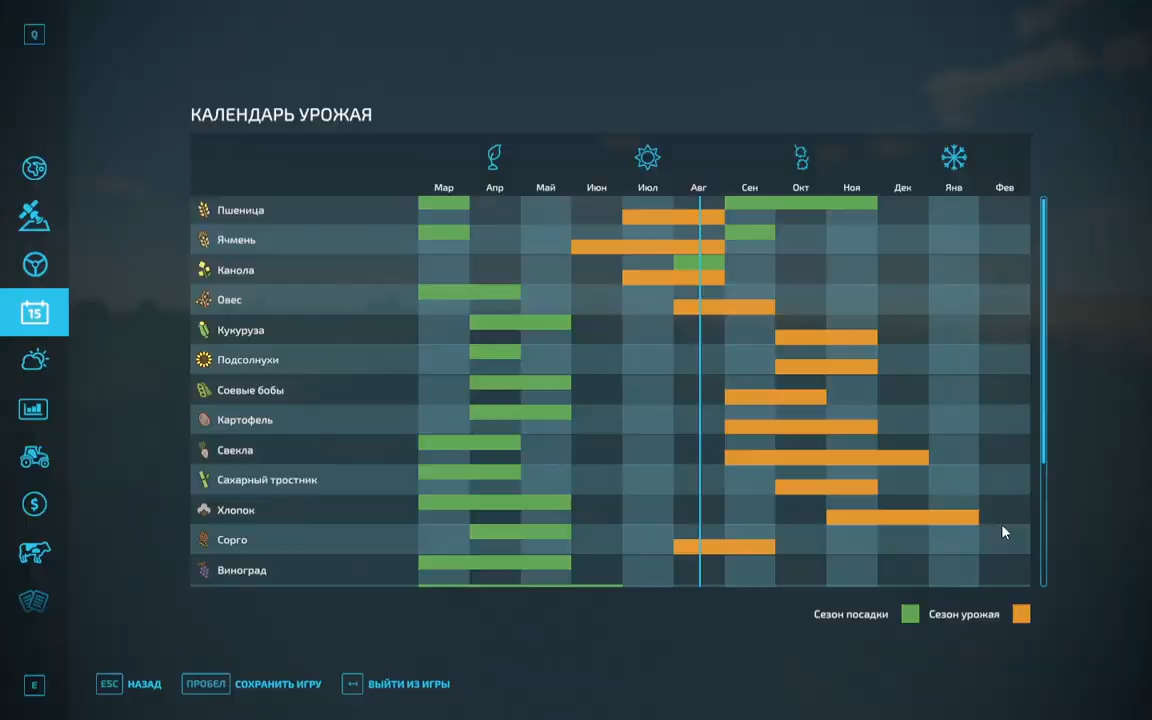 Q
КАЛЕНДАРЬ УРОЖАЯ
Мар Апр Май Июн Июл Авг Сен Окт Ноя Дек Янв Фев
Пшеница
Ячмень
Канола
Овес
Кукуруза
Подсолнухи
15
Соевые бобы
Картофель
Свекла
Сахарный тростник
Хлопок
Сорго
Виноград
Сезон посадки Сезон урожая
E
ESC НАЗАД ПРОБЕЛ СОХРАНИТЬ ИГРУ ВЫЙТИ ИЗ ИГРЫ